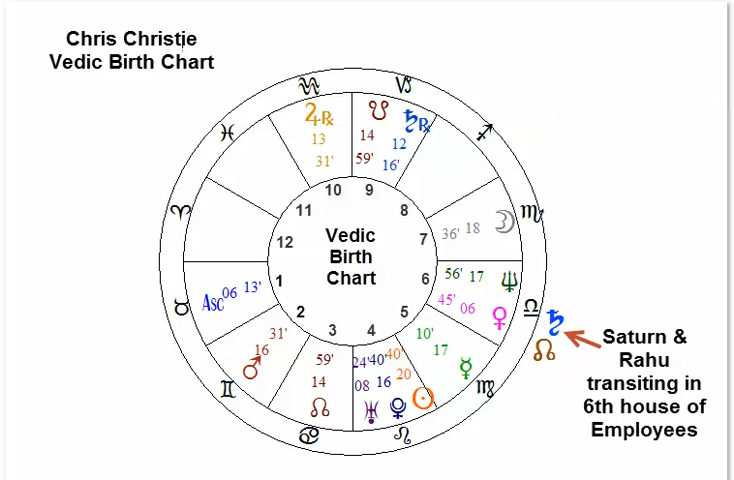 Chris Christie
Vedic Birth Chart
♒ ♑
♓ ♐
♃℞ ☋ ♄℞
13 14 12
31' 59' 16'
10 9
11 8
♈ 12 7 36' 18 ☽ ♏
Vedic
Birth
Chart
♉ Asc 06 13' 1 6 56' 17 ♆ ♎
45' 06 ♀
2 5
3 4
♂ 16 31' 10' 17 ☿
59' 24' 40' 40'
14 08 16 20
☊ ♅ ♇ ☉
♊ ♍
♋ ♌
♄
☊
Saturn &
Rahu
transiting in
6th house of
Employees